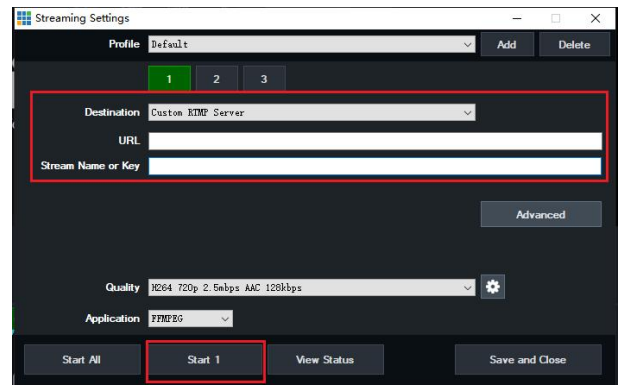 Streaming Settings
Profile Default Add Delete
1 2 3
Destination Custom RTMP Server
URL
Stream Name or Key
Advanced
Quality H264 720p 2.5mbps AAC 128kbps
Application FFMPEG
Start All Start 1 View Status Save and Close